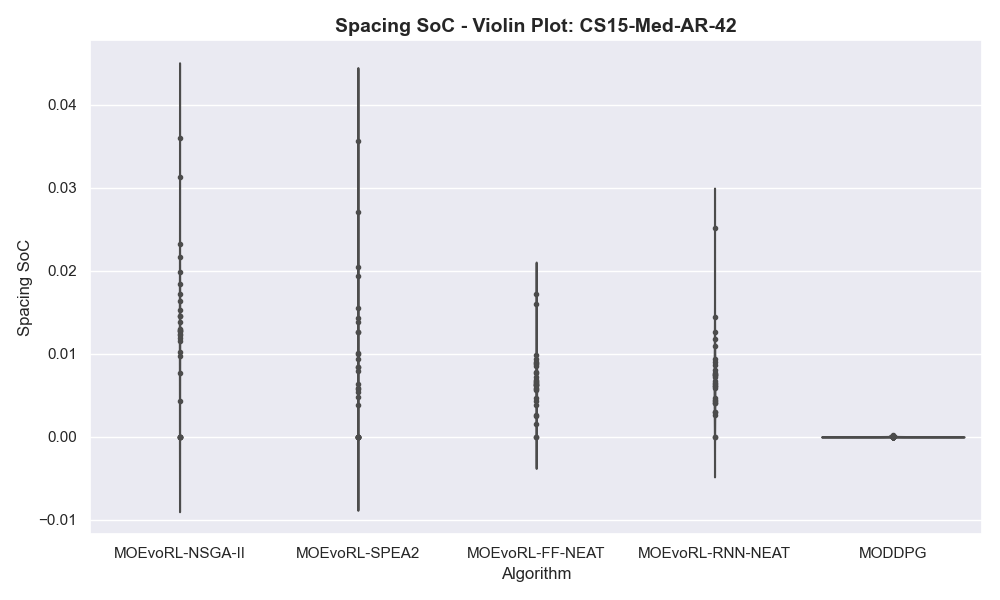 Spacing SoC - Violin Plot: CS15-Med-AR-42
0.04
0.03
0.02
0.01
0.00
−0.01
Spacing SoC
MOEvoRL-NSGA-II MOEvoRL-SPEA2 MOEvoRL-FF-NEAT MOEvoRL-RNN-NEAT MODDPG
Algorithm